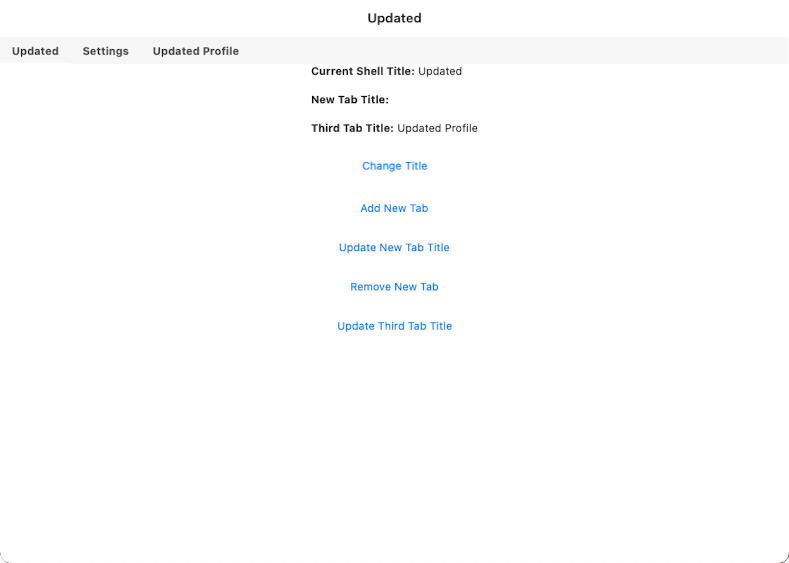 Updated
Updated Settings Updated Profile
Current Shell Title: Updated
New Tab Title:
Third Tab Title: Updated Profile
Change Title
Add New Tab
Update New Tab Title
Remove New Tab
Update Third Tab Title